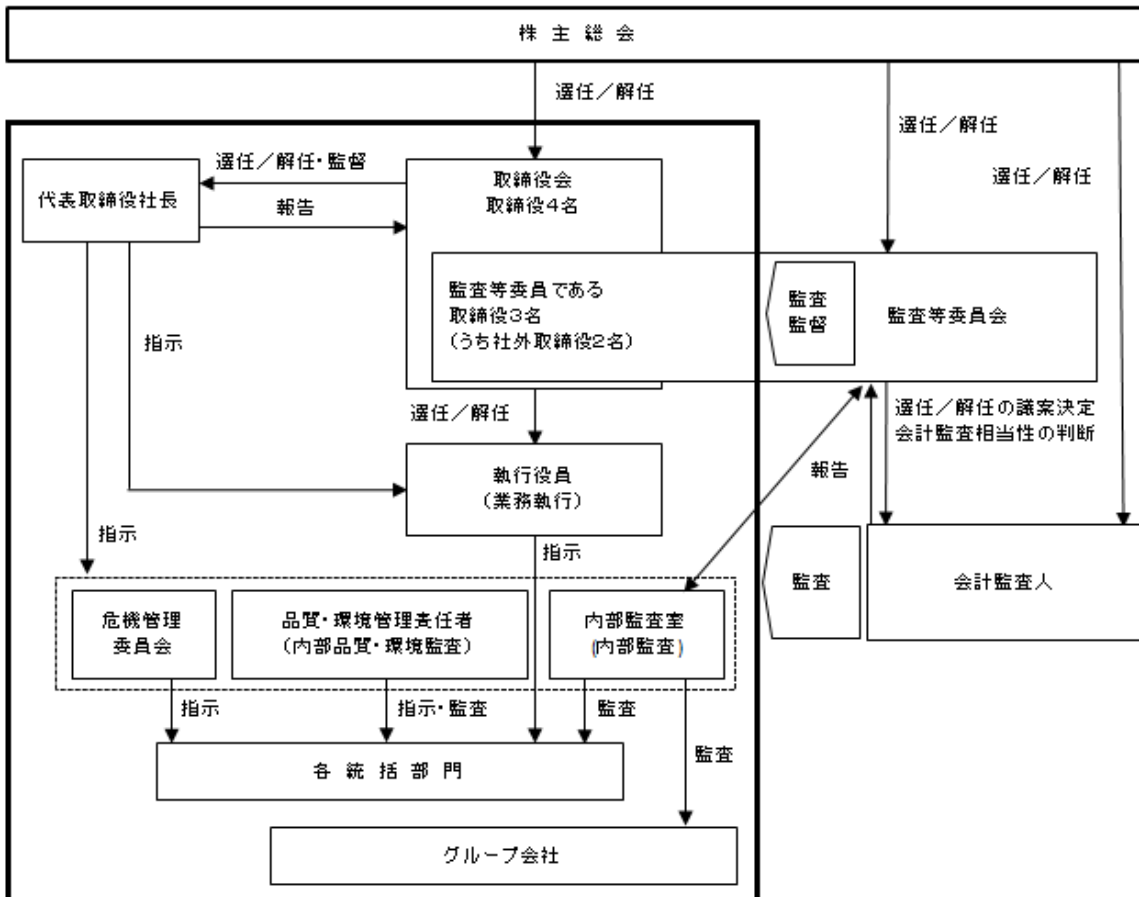 株 主 総 会
選任／解任
選任／解任
選任／解任
代表取締役社長
選任／解任・監督
報告
取締役会
取締役4名
監査等委員である
取締役3名
(うち社外取締役2名)
監査
監督
監査等委員会
指示
選任／解任
選任／解任の議案決定
会計監査相当性の判断
報告
執行役員
(業務執行)
指示
指示
監査
会計監査人
危機管理
委員会
品質・環境管理責任者
(内部品質・環境監査)
内部監査室
(内部監査)
指示
指示・監査
監査
監査
各 統 括 部 門
グループ会社